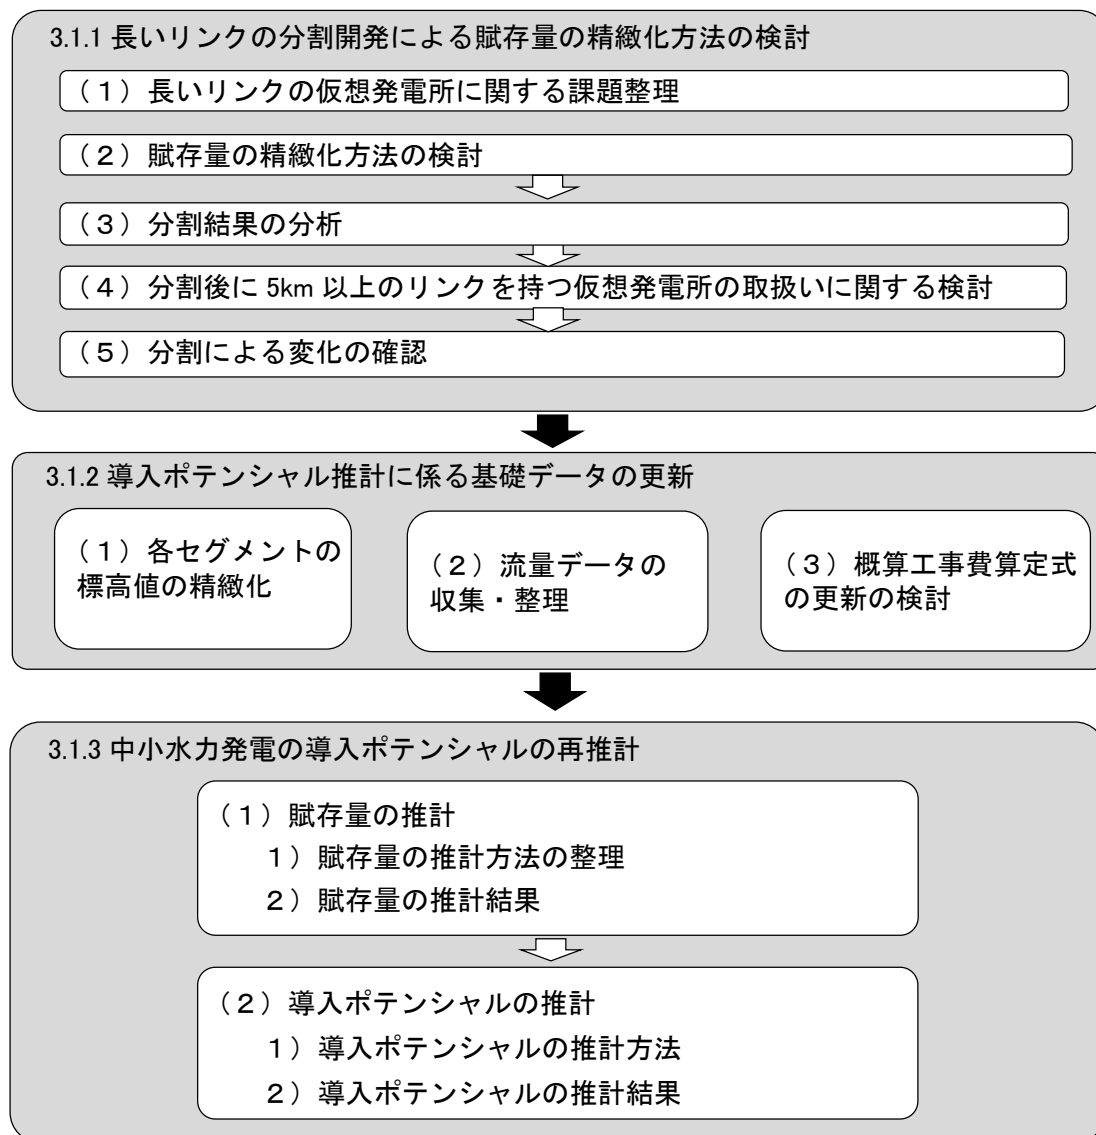 3.1.1 長いリンクの分割開発による賦存量の精緻化方法の検討
（１）長いリンクの仮想発電所に関する課題整理
（２）賦存量の精緻化方法の検討
（３）分割結果の分析
（４）分割後に 5km 以上のリンクを持つ仮想発電所の取扱いに関する検討
（５）分割による変化の確認
3.1.2 導入ポテンシャル推計に係る基礎データの更新
（１）各セグメントの
標高値の精緻化
（２）流量データの
収集・整理
（３）概算工事費算定式
の更新の検討
3.1.3 中小水力発電の導入ポテンシャルの再推計
（１）賦存量の推計
１）賦存量の推計方法の整理
２）賦存量の推計結果
（２）導入ポテンシャルの推計
１）導入ポテンシャルの推計方法
２）導入ポテンシャルの推計結果